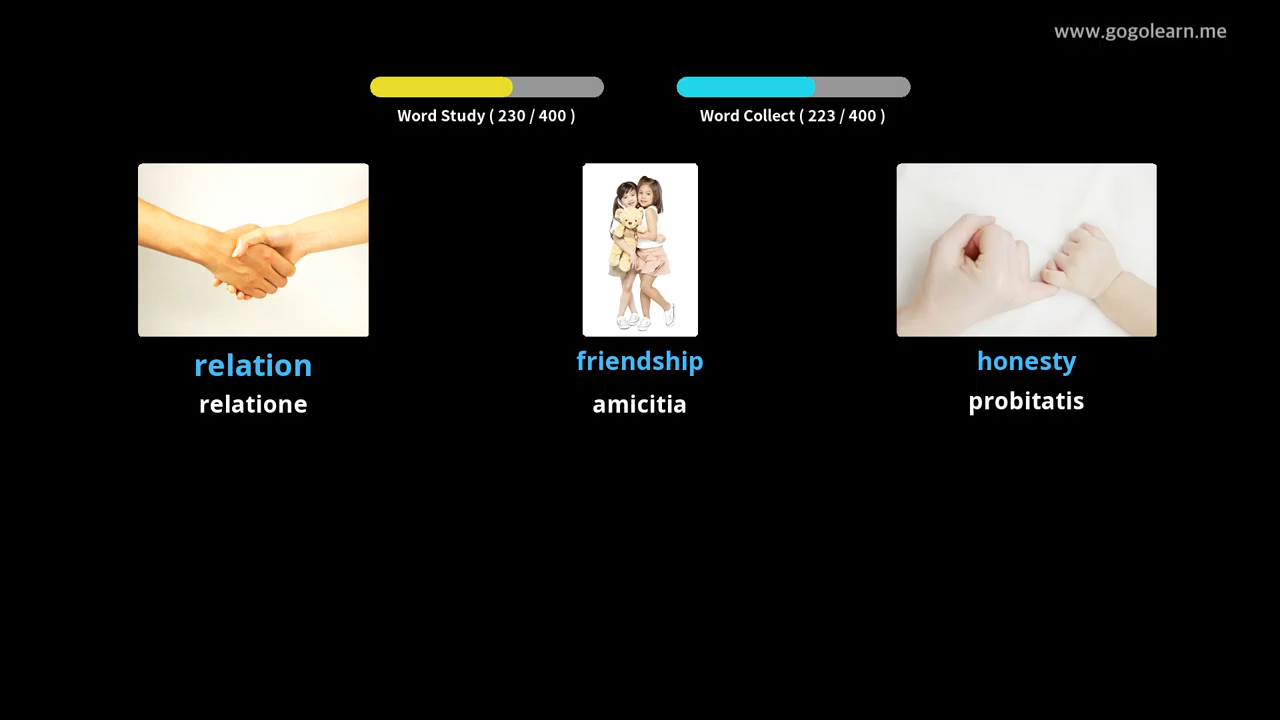 www.gogolearn.me
Word Study ( 230 / 400 )
Word Collect ( 223 / 400 )
relation
relatione
friendship
amicitia
honesty
probitatis